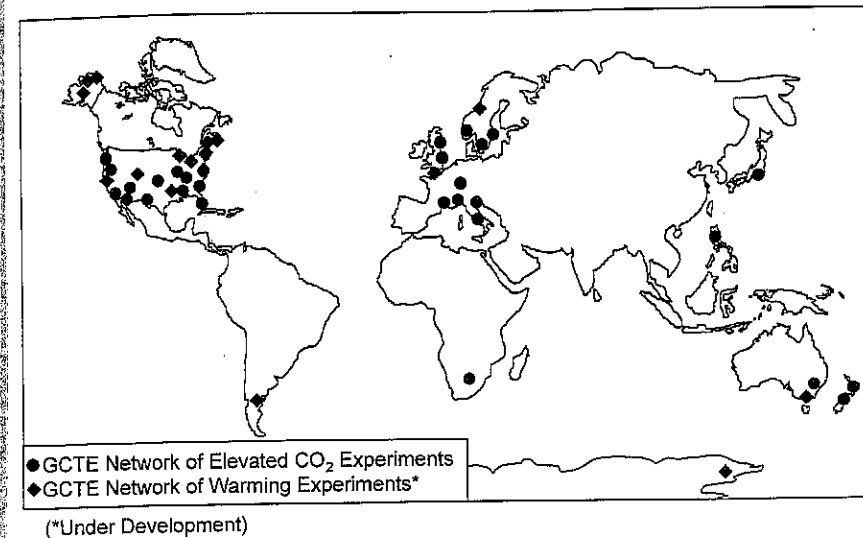 GCTE Network of Elevated CO₂ Experiments
GCTE Network of Warming Experiments*
(*Under Development)